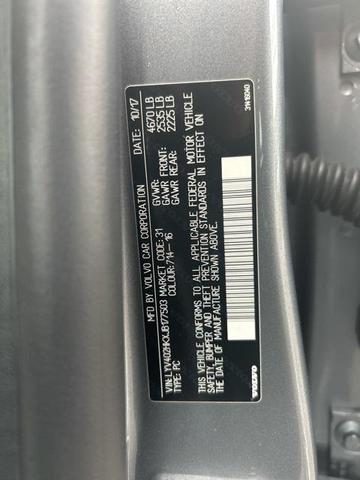 MFD BY VOLVO CAR CORPORATION
DATE: 10/17
GVWR: 4670 LB
GAWR FRONT: 2535 LB
GAWR REAR: 2225 LB
VIN: LYV402HKXJB177503 MARKET CODE: 31
TYPE: PC COLOUR: 714-16
THIS VEHICLE CONFORMS TO ALL APPLICABLE FEDERAL MOTOR VEHICLE
SAFETY, BUMPER AND THEFT PREVENTION STANDARDS IN EFFECT ON
THE DATE OF MANUFACTURE SHOWN ABOVE.
VOLVO